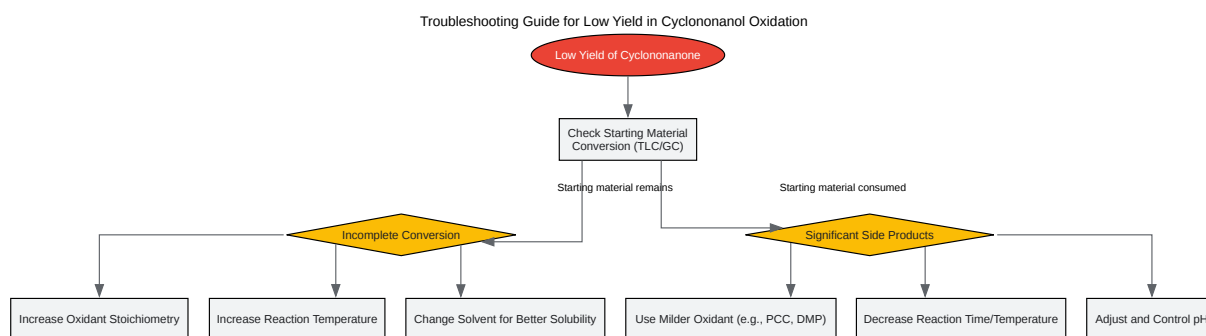 Troubleshooting Guide for Low Yield in Cyclononanol Oxidation
Low Yield of Cyclononanone
Check Starting Material
Conversion (TLC/GC)
Starting material remains
Starting material consumed
Incomplete Conversion
Significant Side Products
Increase Oxidant Stoichiometry
Increase Reaction Temperature
Change Solvent for Better Solubility
Use Milder Oxidant (e.g., PCC, DMP)
Decrease Reaction Time/Temperature
Adjust and Control pH